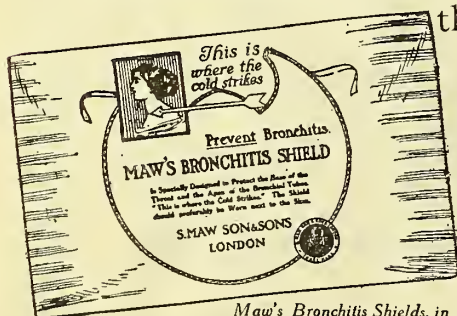 th
This is
where the
cold strikes
Prevent Bronchitis.
MAW'S BRONCHITIS SHIELD
is Specially Designed to Protect the Base of the
Throat and the Apex of the Bronchial Tubes.
"This is where the Cold Strikes." The Shield
should preferably be Worn next to the Skin.
S. MAW SON & SONS
LONDON
Maw's Bronchitis Shields, in